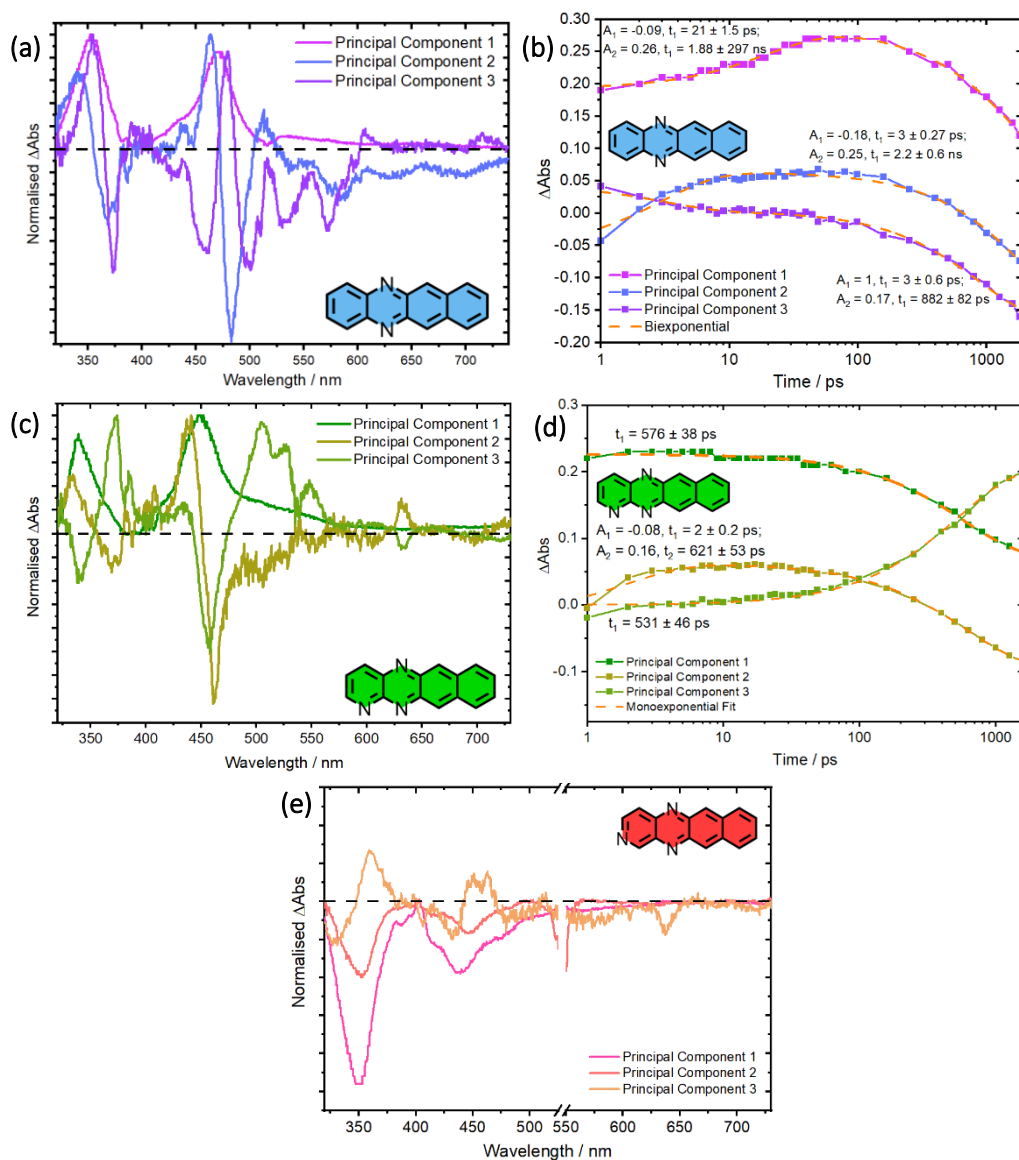 (a)
Principal Component 1
Principal Component 2
Principal Component 3
Normalised ΔAbs
N
N
350 400 450 500 550 600 650 700
Wavelength / nm
(b)
A1 = -0.09, t1 = 21 ± 1.5 ps;
A2 = 0.26, t1 = 1.88 ± 297 ns
0.30
0.25
0.20
0.15
0.10
0.05
0.00
-0.05
-0.10
-0.15
-0.20
ΔAbs
N
N
A1 = -0.18, t1 = 3 ± 0.27 ps;
A2 = 0.25, t1 = 2.2 ± 0.6 ns
A1 = 1, t1 = 3 ± 0.6 ps;
A2 = 0.17, t1 = 882 ± 82 ps
Principal Component 1
Principal Component 2
Principal Component 3
Biexponential
1 10 100 1000
Time / ps
(c)
Principal Component 1
Principal Component 2
Principal Component 3
Normalised ΔAbs
N
N N
350 400 450 500 550 600 650 700
Wavelength / nm
(d)
0.3
0.2
0.1
0.0
-0.1
ΔAbs
t1 = 576 ± 38 ps
N
N N
A1 = -0.08, t1 = 2 ± 0.2 ps;
A2 = 0.16, t2 = 621 ± 53 ps
t1 = 531 ± 46 ps
Principal Component 1
Principal Component 2
Principal Component 3
Monoexponential Fit
1 10 100 1000
Time / ps
(e)
N
N
N
Normalised ΔAbs
Principal Component 1
Principal Component 2
Principal Component 3
350 400 450 500 550 600 650 700
Wavelength / nm